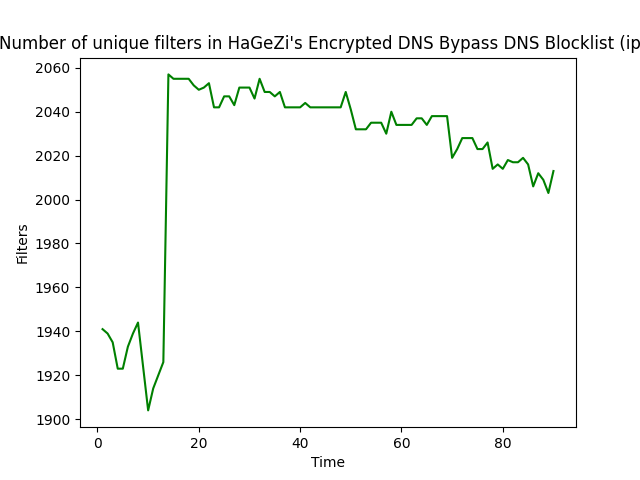 Number of unique filters in HaGeZi's Encrypted DNS Bypass DNS Blocklist (ip
2060
2040
2020
2000
1980
1960
1940
1920
1900
Filters
0 20 40 60 80
Time